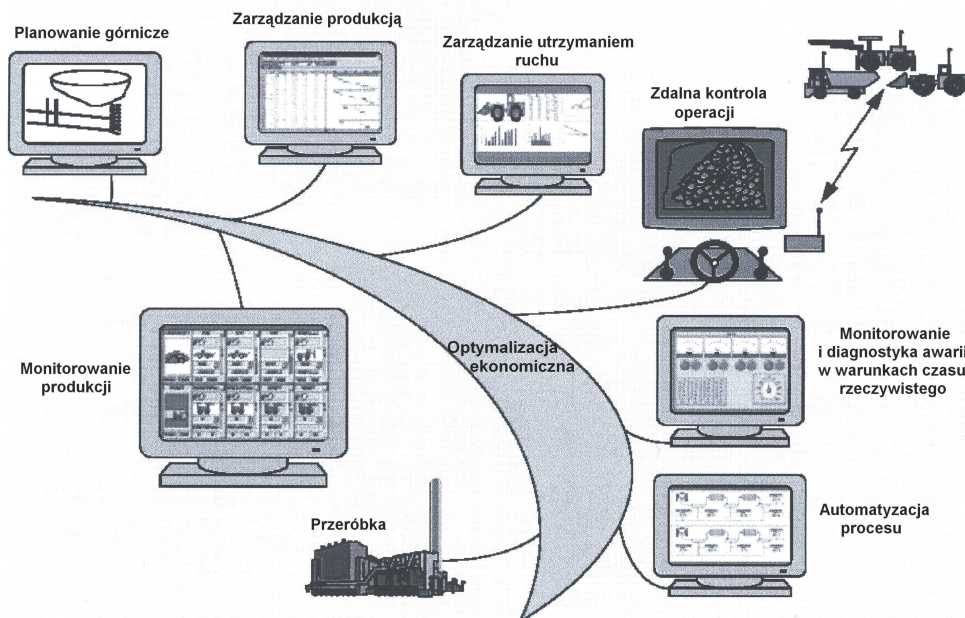 Planowanie górnicze
Zarządzanie produkcją
Zarządzanie utrzymaniem
ruchu
Zdalna kontrola
operacji
Monitorowanie
produkcji
Optymalizacja
ekonomiczna
Monitorowanie
i diagnostyka awarii
w warunkach czasu
rzeczywistego
Przeróbka
Automatyzacja
procesu